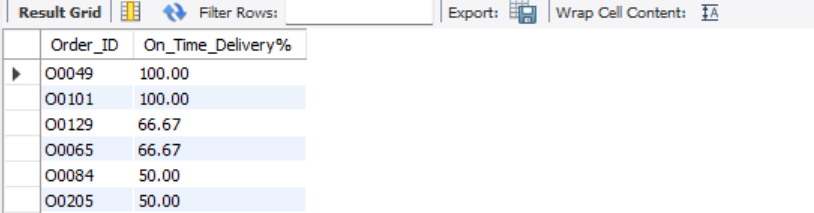 Result Grid Filter Rows: Export: Wrap Cell Content: IA
Order_ID On_Time_Delivery%
O0049 100.00
O0101 100.00
O0129 66.67
O0065 66.67
O0084 50.00
O0205 50.00